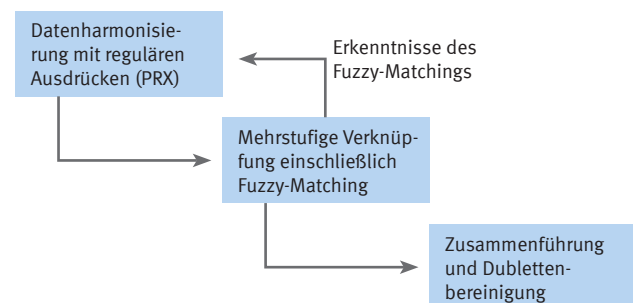 Datenharmonisie-
rung mit regulären
Ausdrücken (PRX)
Erkenntnisse des
Fuzzy-Matchings
Mehrstufige Verknüp-
fung einschließlich
Fuzzy-Matching
Zusammenführung
und Dubletten-
bereinigung